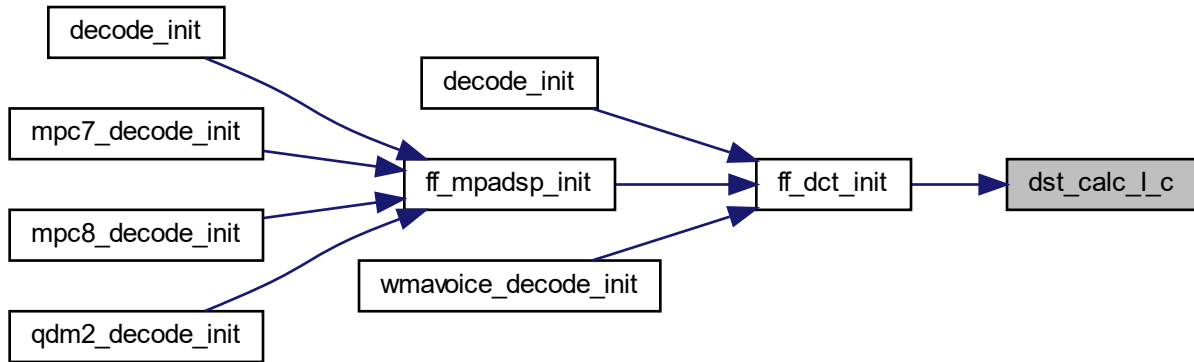 decode_init
mpc7_decode_init
mpc8_decode_init
qdm2_decode_init
ff_mpadsp_init
decode_init
wmavoice_decode_init
ff_dct_init
dst_calc_I_c